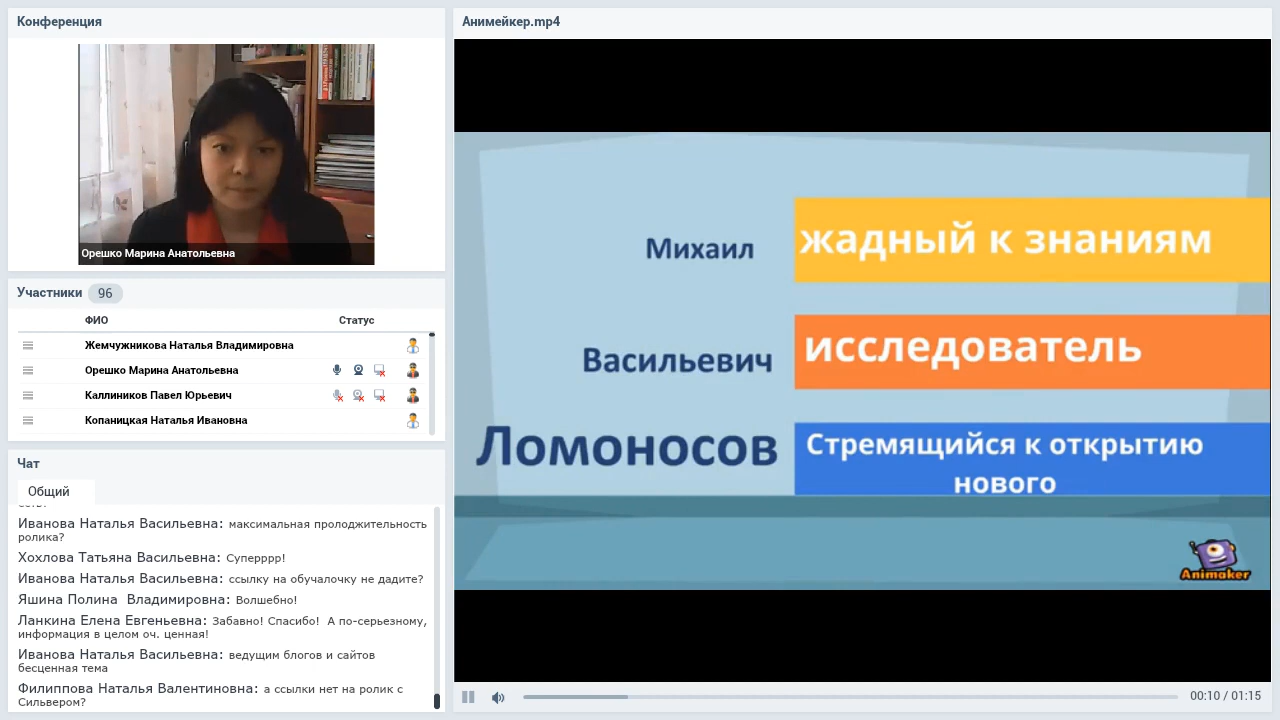 Конференция
Орешко Марина Анатольевна
Участники 96
ФИО Статус
Жемчужникова Наталья Владимировна
Орешко Марина Анатольевна
Каллиников Павел Юрьевич
Копаницкая Наталья Ивановна
Чат
Общий
Иванова Наталья Васильевна: максимальная пролоджительность
ролика?
Хохлова Татьяна Васильевна: Суперррр!
Иванова Наталья Васильевна: ссылку на обучалочку не дадите?
Яшина Полина Владимировна: Волшебно!
Ланкина Елена Евгеньевна: Забавно! Спасибо! А по-серьезному,
информация в целом оч. ценная!
Иванова Наталья Васильевна: ведущим блогов и сайтов
бесценная тема
Филиппова Наталья Валентиновна: а ссылки нет на ролик с
Сильвером?
Анимейкер.mp4
Михаил жадный к знаниям
Васильевич исследователь
Ломоносов Стремящийся к открытию
нового
Animaker
00:10 / 01:15